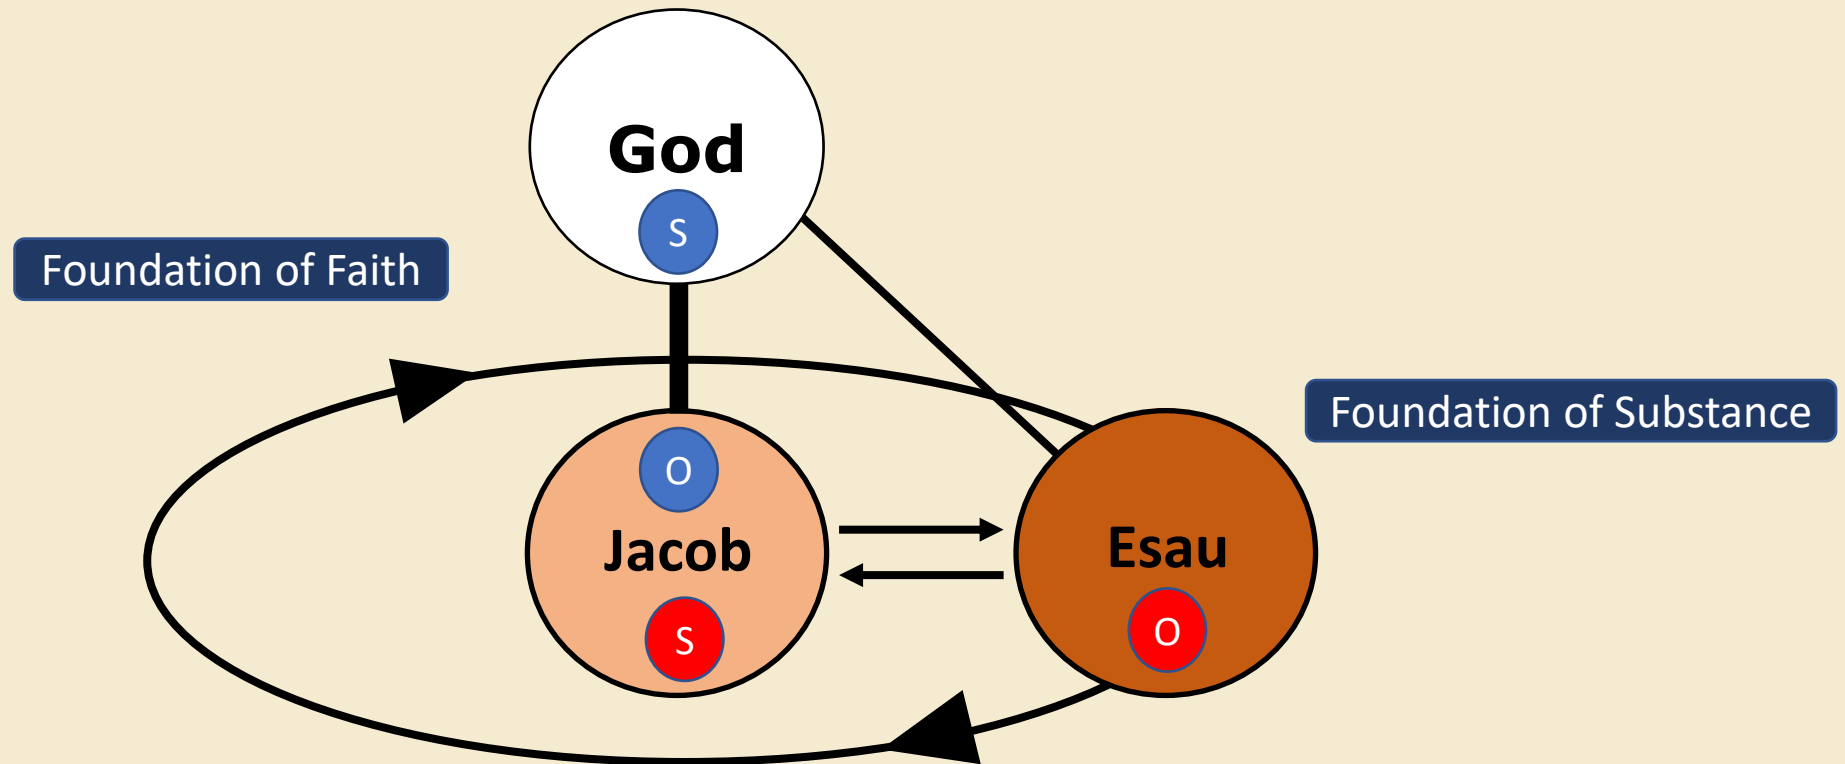 God
S
Foundation of Faith
Foundation of Substance
O
Jacob
Esau
S
O